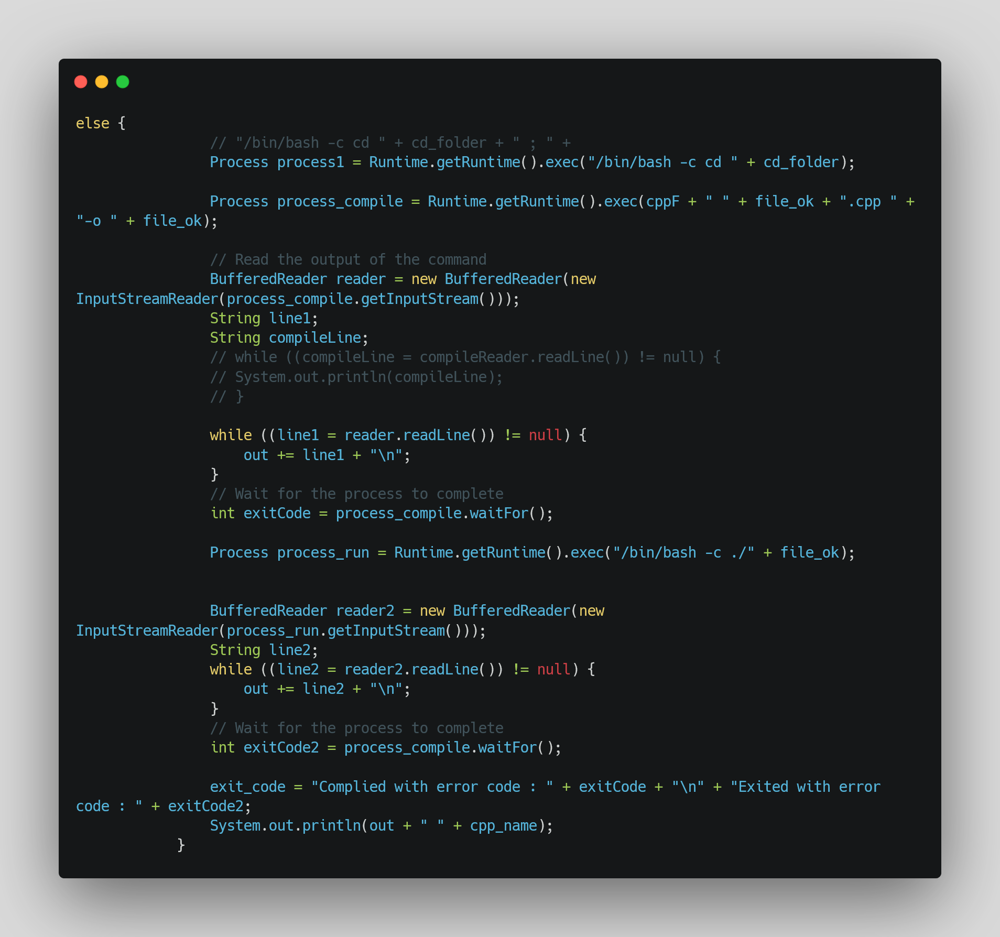 else {
// "/bin/bash -c cd " + cd_folder + " ; " +
Process process1 = Runtime.getRuntime().exec("/bin/bash -c cd " + cd_folder);
Process process_compile = Runtime.getRuntime().exec(cppF + " " + file_ok + ".cpp " +
"-o " + file_ok);
// Read the output of the command
BufferedReader reader = new BufferedReader(new
InputStreamReader(process_compile.getInputStream()));
String line1;
String compileLine;
// while ((compileLine = compileReader.readLine()) != null) {
// System.out.println(compileLine);
// }
while ((line1 = reader.readLine()) != null) {
out += line1 + "\n";
}
// Wait for the process to complete
int exitCode = process_compile.waitFor();
Process process_run = Runtime.getRuntime().exec("/bin/bash -c ./" + file_ok);
BufferedReader reader2 = new BufferedReader(new
InputStreamReader(process_run.getInputStream()));
String line2;
while ((line2 = reader2.readLine()) != null) {
out += line2 + "\n";
}
// Wait for the process to complete
int exitCode2 = process_compile.waitFor();
exit_code = "Complied with error code : " + exitCode + "\n" + "Exited with error
code : " + exitCode2;
System.out.println(out + " " + cpp_name);
}